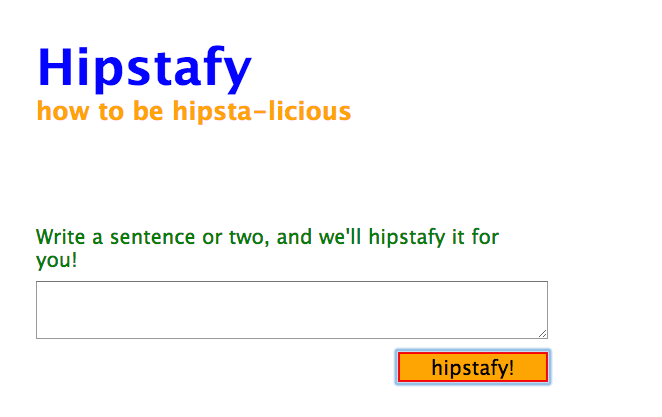 Hipstafy
how to be hipsta-licious
Write a sentence or two, and we'll hipstafy it for
you!
hipstafy!